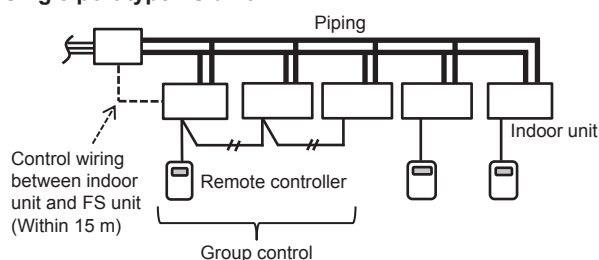 Piping
Indoor unit
Control wiring
between indoor
unit and FS unit
(Within 15 m)
Remote controller
Group control